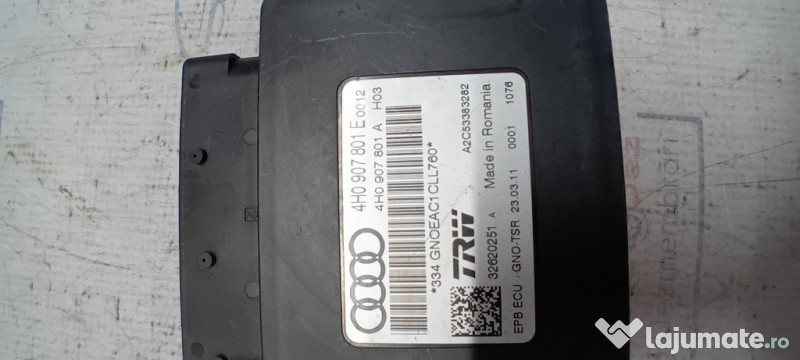 4H0 907 801 E 0012
4H0 907 801 A H03
*334 GNOEAC1CLL760*
TRW
A2C53383282
32620251 A Made in Romania
EPB ECU GNO-TSR 23.03.11 0001 1076
lajumate.ro